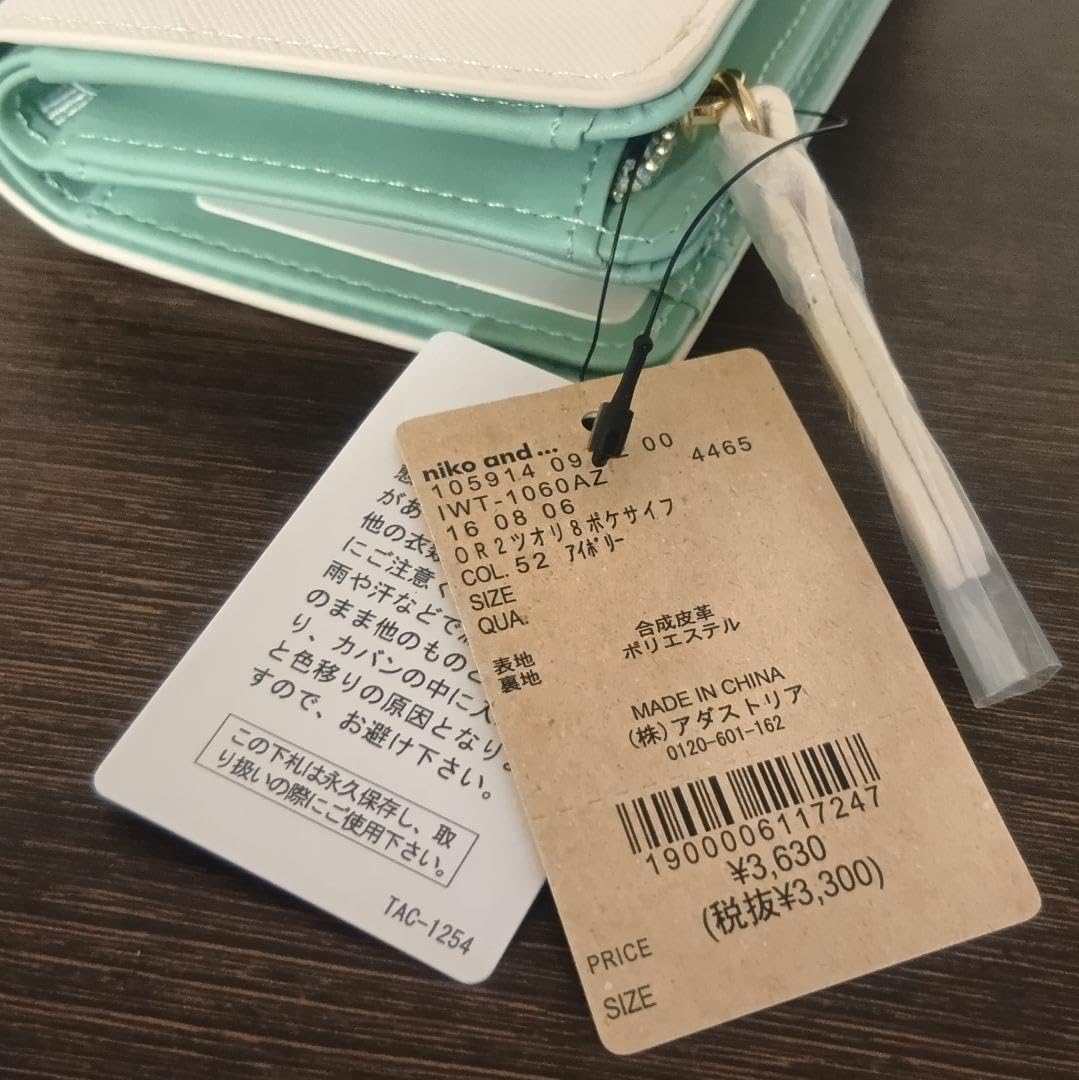 niko and...
105914 09 00
IWT-1060AZ 4465
16 08 06
OR2ツオリ8ポケサイフ
COL. 52 アイボリー
SIZE
QUA.
表地 合成皮革
裏地 ポリエステル
MADE IN CHINA
(株)アダストリア
0120-601-162
1900006117247
¥3,630
(税抜¥3,300)
PRICE
SIZE
があ
他の衣類
にご注意
雨や汗などで
のまま他のものと
り、カバンの中に入
と色移りの原因となり
すので、お避け下さい。
この下札は永久保存し、取
り扱いの際にご使用下さい。
TAC-1254